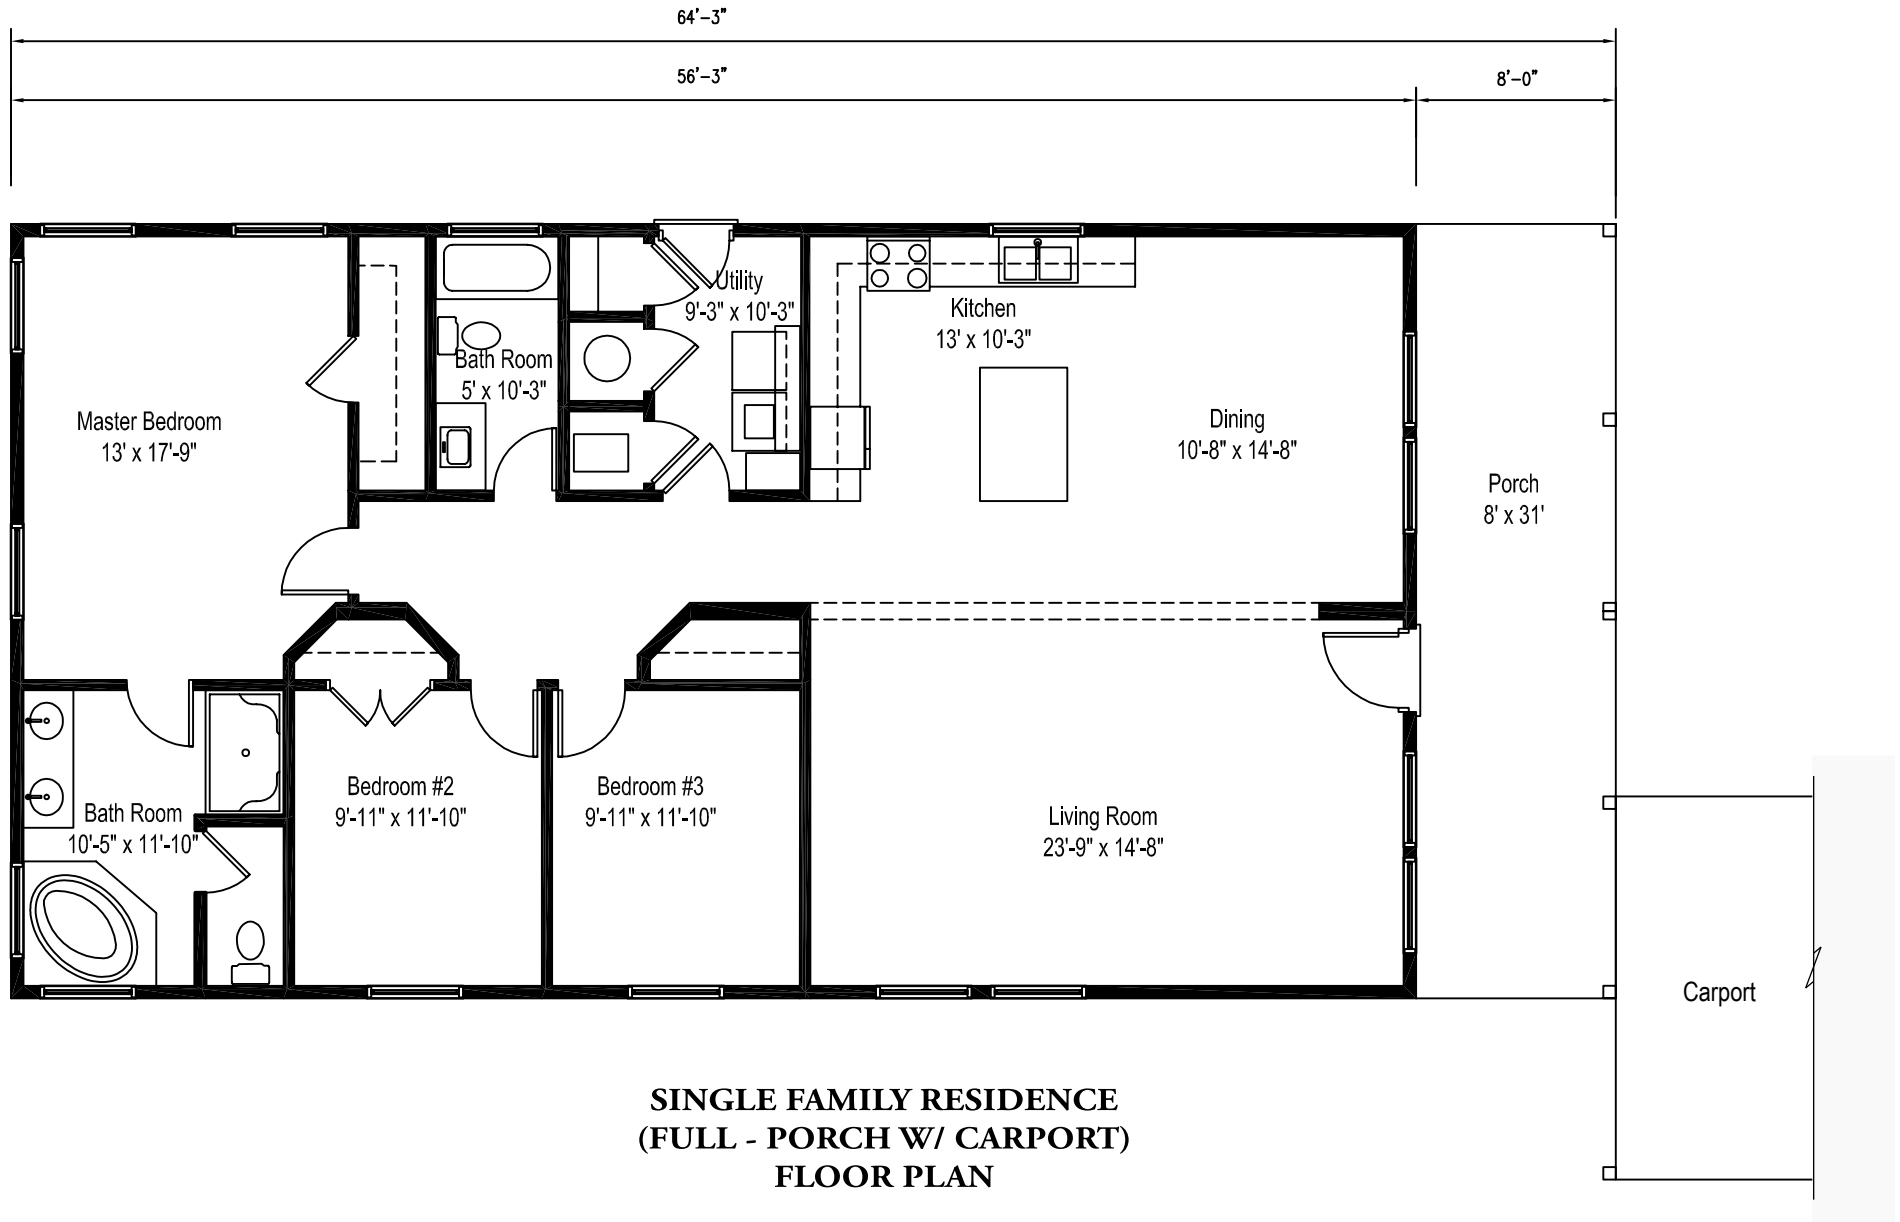 64'-3"
56'-3"
8'-0"
Utility
9'-3" x 10'-3"
Kitchen
13' x 10'-3"
Bath Room
5' x 10'-3"
Master Bedroom
13' x 17'-9"
Dining
10'-8" x 14'-8"
Porch
8' x 31'
Bedroom #2
9'-11" x 11'-10"
Bedroom #3
9'-11" x 11'-10"
Bath Room
10'-5" x 11'-10"
Living Room
23'-9" x 14'-8"
Carport
SINGLE FAMILY RESIDENCE
(FULL - PORCH W/ CARPORT)
FLOOR PLAN